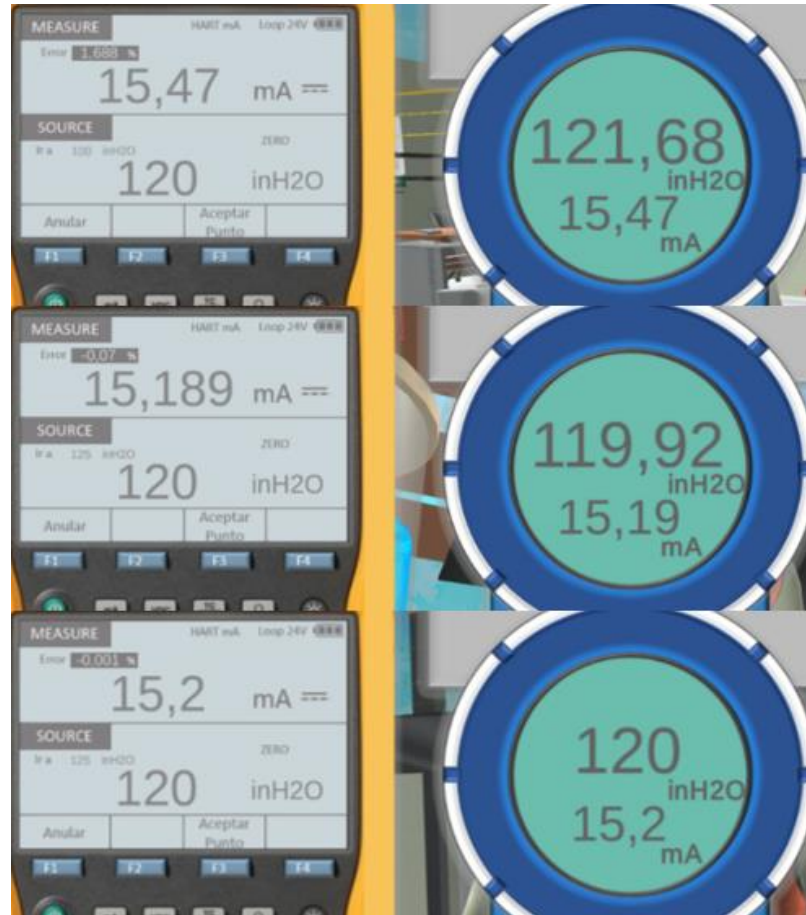 MEASURE HART mA Loop 24V
Error 1.688 %
15,47 mA
SOURCE
ZERO
Ir a 100 inH2O
120 inH2O
Anular Aceptar
Punto
F1 F2 F3 F4
121,68
inH2O
15,47
mA
MEASURE HART mA Loop 24V
Error -0,07 %
15,189 mA
SOURCE
ZERO
Ir a 125 inH2O
120 inH2O
Anular Aceptar
Punto
F1 F2 F3 F4
119,92
inH2O
15,19
mA
MEASURE HART mA Loop 24V
Error -0,001 %
15,2 mA
SOURCE
ZERO
Ir a 125 inH2O
120 inH2O
Anular Aceptar
Punto
F1 F2 F3 F4
120
inH2O
15,2
mA